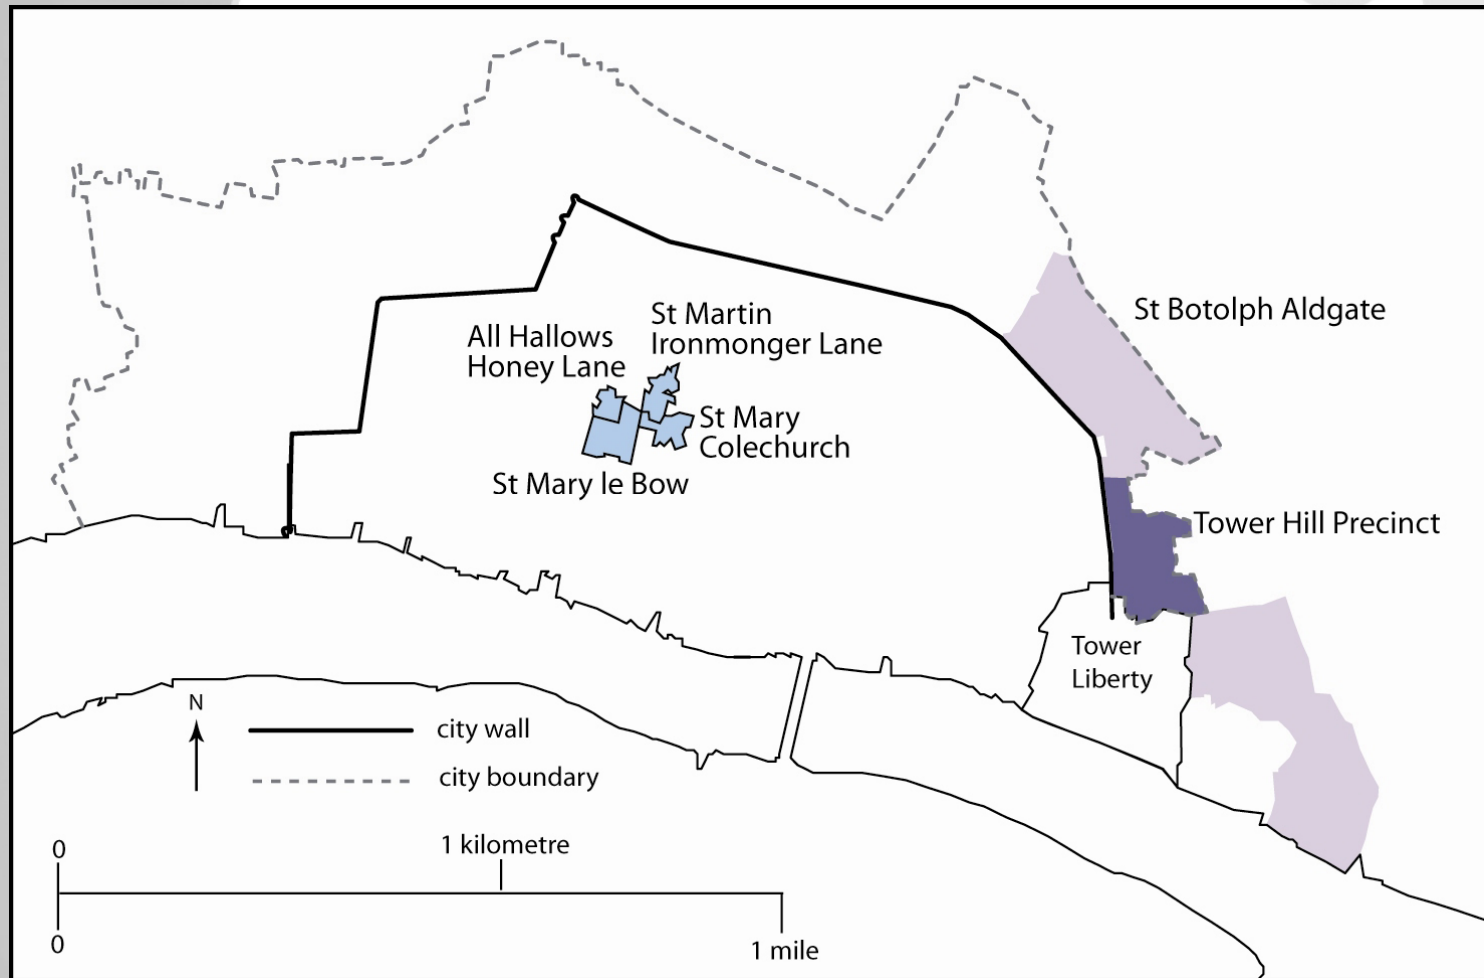 St Martin
Ironmonger Lane
All Hallows
Honey Lane
St Botolph Aldgate
St Mary
Colechurch
St Mary le Bow
Tower Hill Precinct
Tower
Liberty
N
city wall
city boundary
0
1 kilometre
0
1 mile